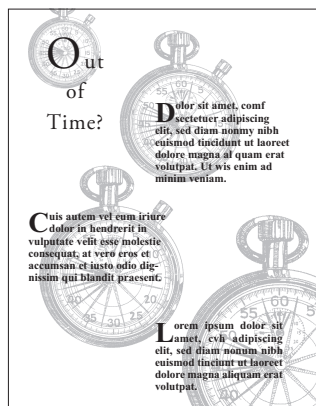 Out
of
Time?
Dolor sit amet, comf
sectetuer adipiscing
elit, sed diam nonmy nibh
euismod tincidunt ut laoreet
dolore magna al quam erat
volutpat. Ut wis enim ad
minim veniam.
Cuis autem vel eum iriure
dolor in hendrerit in
vulputate velit esse molestie
consequat, at vero eros et
accumsan et iusto odio dig-
nissim qui blandit praesent.
Lorem ipsum dolor sit
amet, cvh adipiscing
elit, sed diam nonum nibh
euismod tinciunt ut laoreet
dolore magna aliquam erat
volutpat.